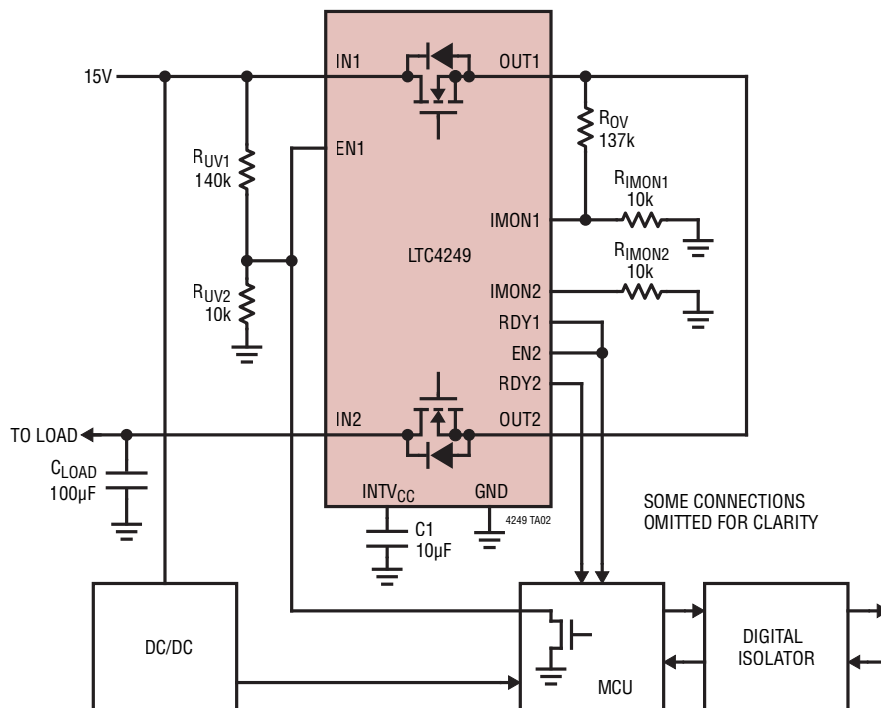 15V
IN1
OUT1
EN1
R_UV1
140k
R_OV
137k
R_IMON1
10k
IMON1
LTC4249
R_IMON2
10k
R_UV2
10k
IMON2
RDY1
EN2
RDY2
IN2
OUT2
TO LOAD
C_LOAD
100µF
INTV_CC
GND
4249 TA02
C1
10µF
SOME CONNECTIONS
OMITTED FOR CLARITY
DC/DC
MCU
DIGITAL
ISOLATOR